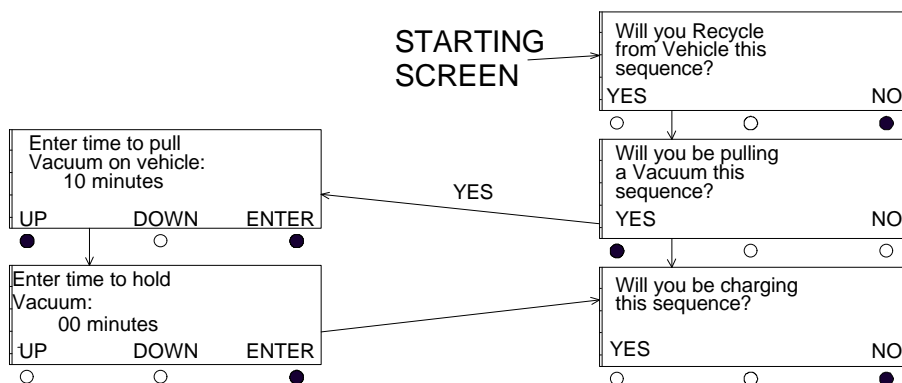 STARTING
SCREEN
Will you Recycle
from Vehicle this
sequence?
YES NO
Enter time to pull
Vacuum on vehicle:
10 minutes
UP DOWN ENTER
YES
Will you be pulling
a Vacuum this
sequence?
YES NO
Enter time to hold
Vacuum:
00 minutes
UP DOWN ENTER
Will you be charging
this sequence?
YES NO